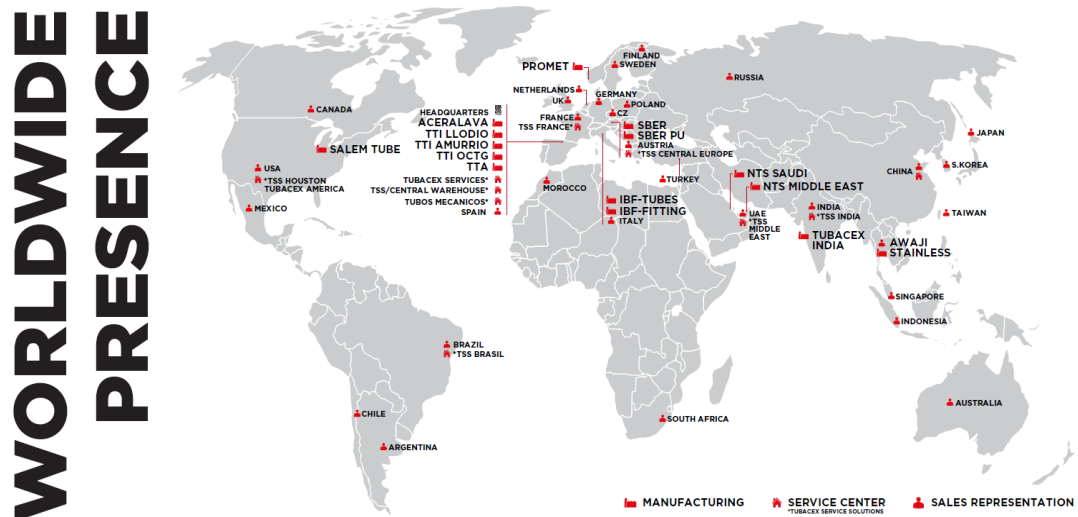 WORLDWIDE
PRESENCE
FINLAND
SWEDEN
PROMET
RUSSIA
NETHERLANDS
GERMANY
UK
POLAND
CANADA
HEADQUARTERS
FRANCE
CZ
ACERALAVA
TSS FRANCE*
SBER
TTI LLODIO
SBER PU
JAPAN
TTI AMURRIO
AUSTRIA
SALEM TUBE
TTI OCTG
*TSS CENTRAL EUROPE
USA
TTA
S.KOREA
CHINA
NTS SAUDI
*TSS HOUSTON
TUBACEX AMERICA
TUBACEX SERVICES*
TURKEY
MOROCCO
NTS MIDDLE EAST
TSS/CENTRAL WAREHOUSE*
TUBOS MECANICOS*
IBF-TUBES
MEXICO
SPAIN
IBF-FITTING
ITALY
UAE
*TSS
MIDDLE
EAST
INDIA
*TSS INDIA
TAIWAN
TUBACEX
INDIA
AWAJI
STAINLESS
SINGAPORE
INDONESIA
BRAZIL
*TSS BRASIL
AUSTRALIA
CHILE
SOUTH AFRICA
ARGENTINA
MANUFACTURING
SERVICE CENTER
*TUBACEX SERVICE SOLUTIONS
SALES REPRESENTATION